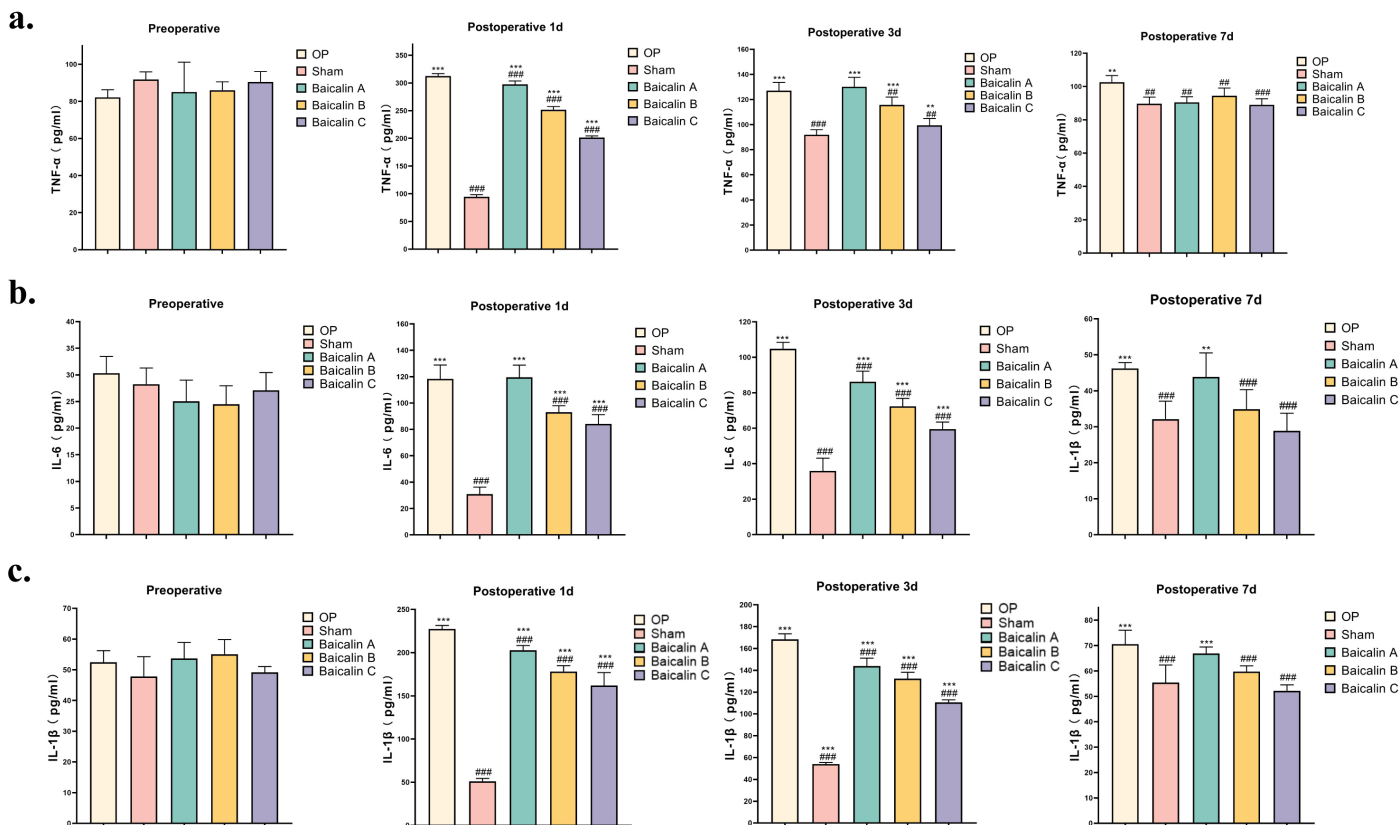 a.
Preoperative
TNF-α（ pg/ml）
100
80
60
40
20
0
OP
Sham
Baicalin A
Baicalin B
Baicalin C
Postoperative 1d
TNF-α（ pg/ml）
350
300
250
200
150
100
50
0
***
###
***
###
***
###
***
###
OP
Sham
Baicalin A
Baicalin B
Baicalin C
Postoperative 3d
TNF-α（ pg/ml）
160
140
120
100
80
60
40
20
0
***
###
***
***
##
**
##
OP
Sham
Baicalin A
Baicalin B
Baicalin C
Postoperative 7d
TNF-α（ pg/ml）
120
100
80
60
40
20
0
**
##
##
##
###
OP
Sham
Baicalin A
Baicalin B
Baicalin C
b.
Preoperative
IL-6（ pg/ml）
40
35
30
25
20
15
10
5
0
OP
Sham
Baicalin A
Baicalin B
Baicalin C
Postoperative 1d
IL-6（ pg/ml）
160
140
120
100
80
60
40
20
0
***
###
***
***
###
***
###
OP
Sham
Baicalin A
Baicalin B
Baicalin C
Postoperative 3d
IL-6（ pg/ml）
120
100
80
60
40
20
0
***
###
***
###
***
###
***
###
OP
Sham
Baicalin A
Baicalin B
Baicalin C
Postoperative 7d
IL-1β（ pg/ml）
60
50
40
30
20
10
0
***
###
**
###
###
OP
Sham
Baicalin A
Baicalin B
Baicalin C
c.
Preoperative
IL-1β（ pg/ml）
70
60
50
40
30
20
10
0
OP
Sham
Baicalin A
Baicalin B
Baicalin C
Postoperative 1d
IL-1β（ pg/ml）
250
200
150
100
50
0
***
###
***
###
***
###
***
###
OP
Sham
Baicalin A
Baicalin B
Baicalin C
Postoperative 3d
IL-1β（ pg/ml）
200
180
160
140
120
100
80
60
40
20
0
***
***
###
***
###
***
###
***
###
OP
Sham
Baicalin A
Baicalin B
Baicalin C
Postoperative 7d
IL-1β（ pg/ml）
80
70
60
50
40
30
20
10
0
***
###
***
###
###
OP
Sham
Baicalin A
Baicalin B
Baicalin C